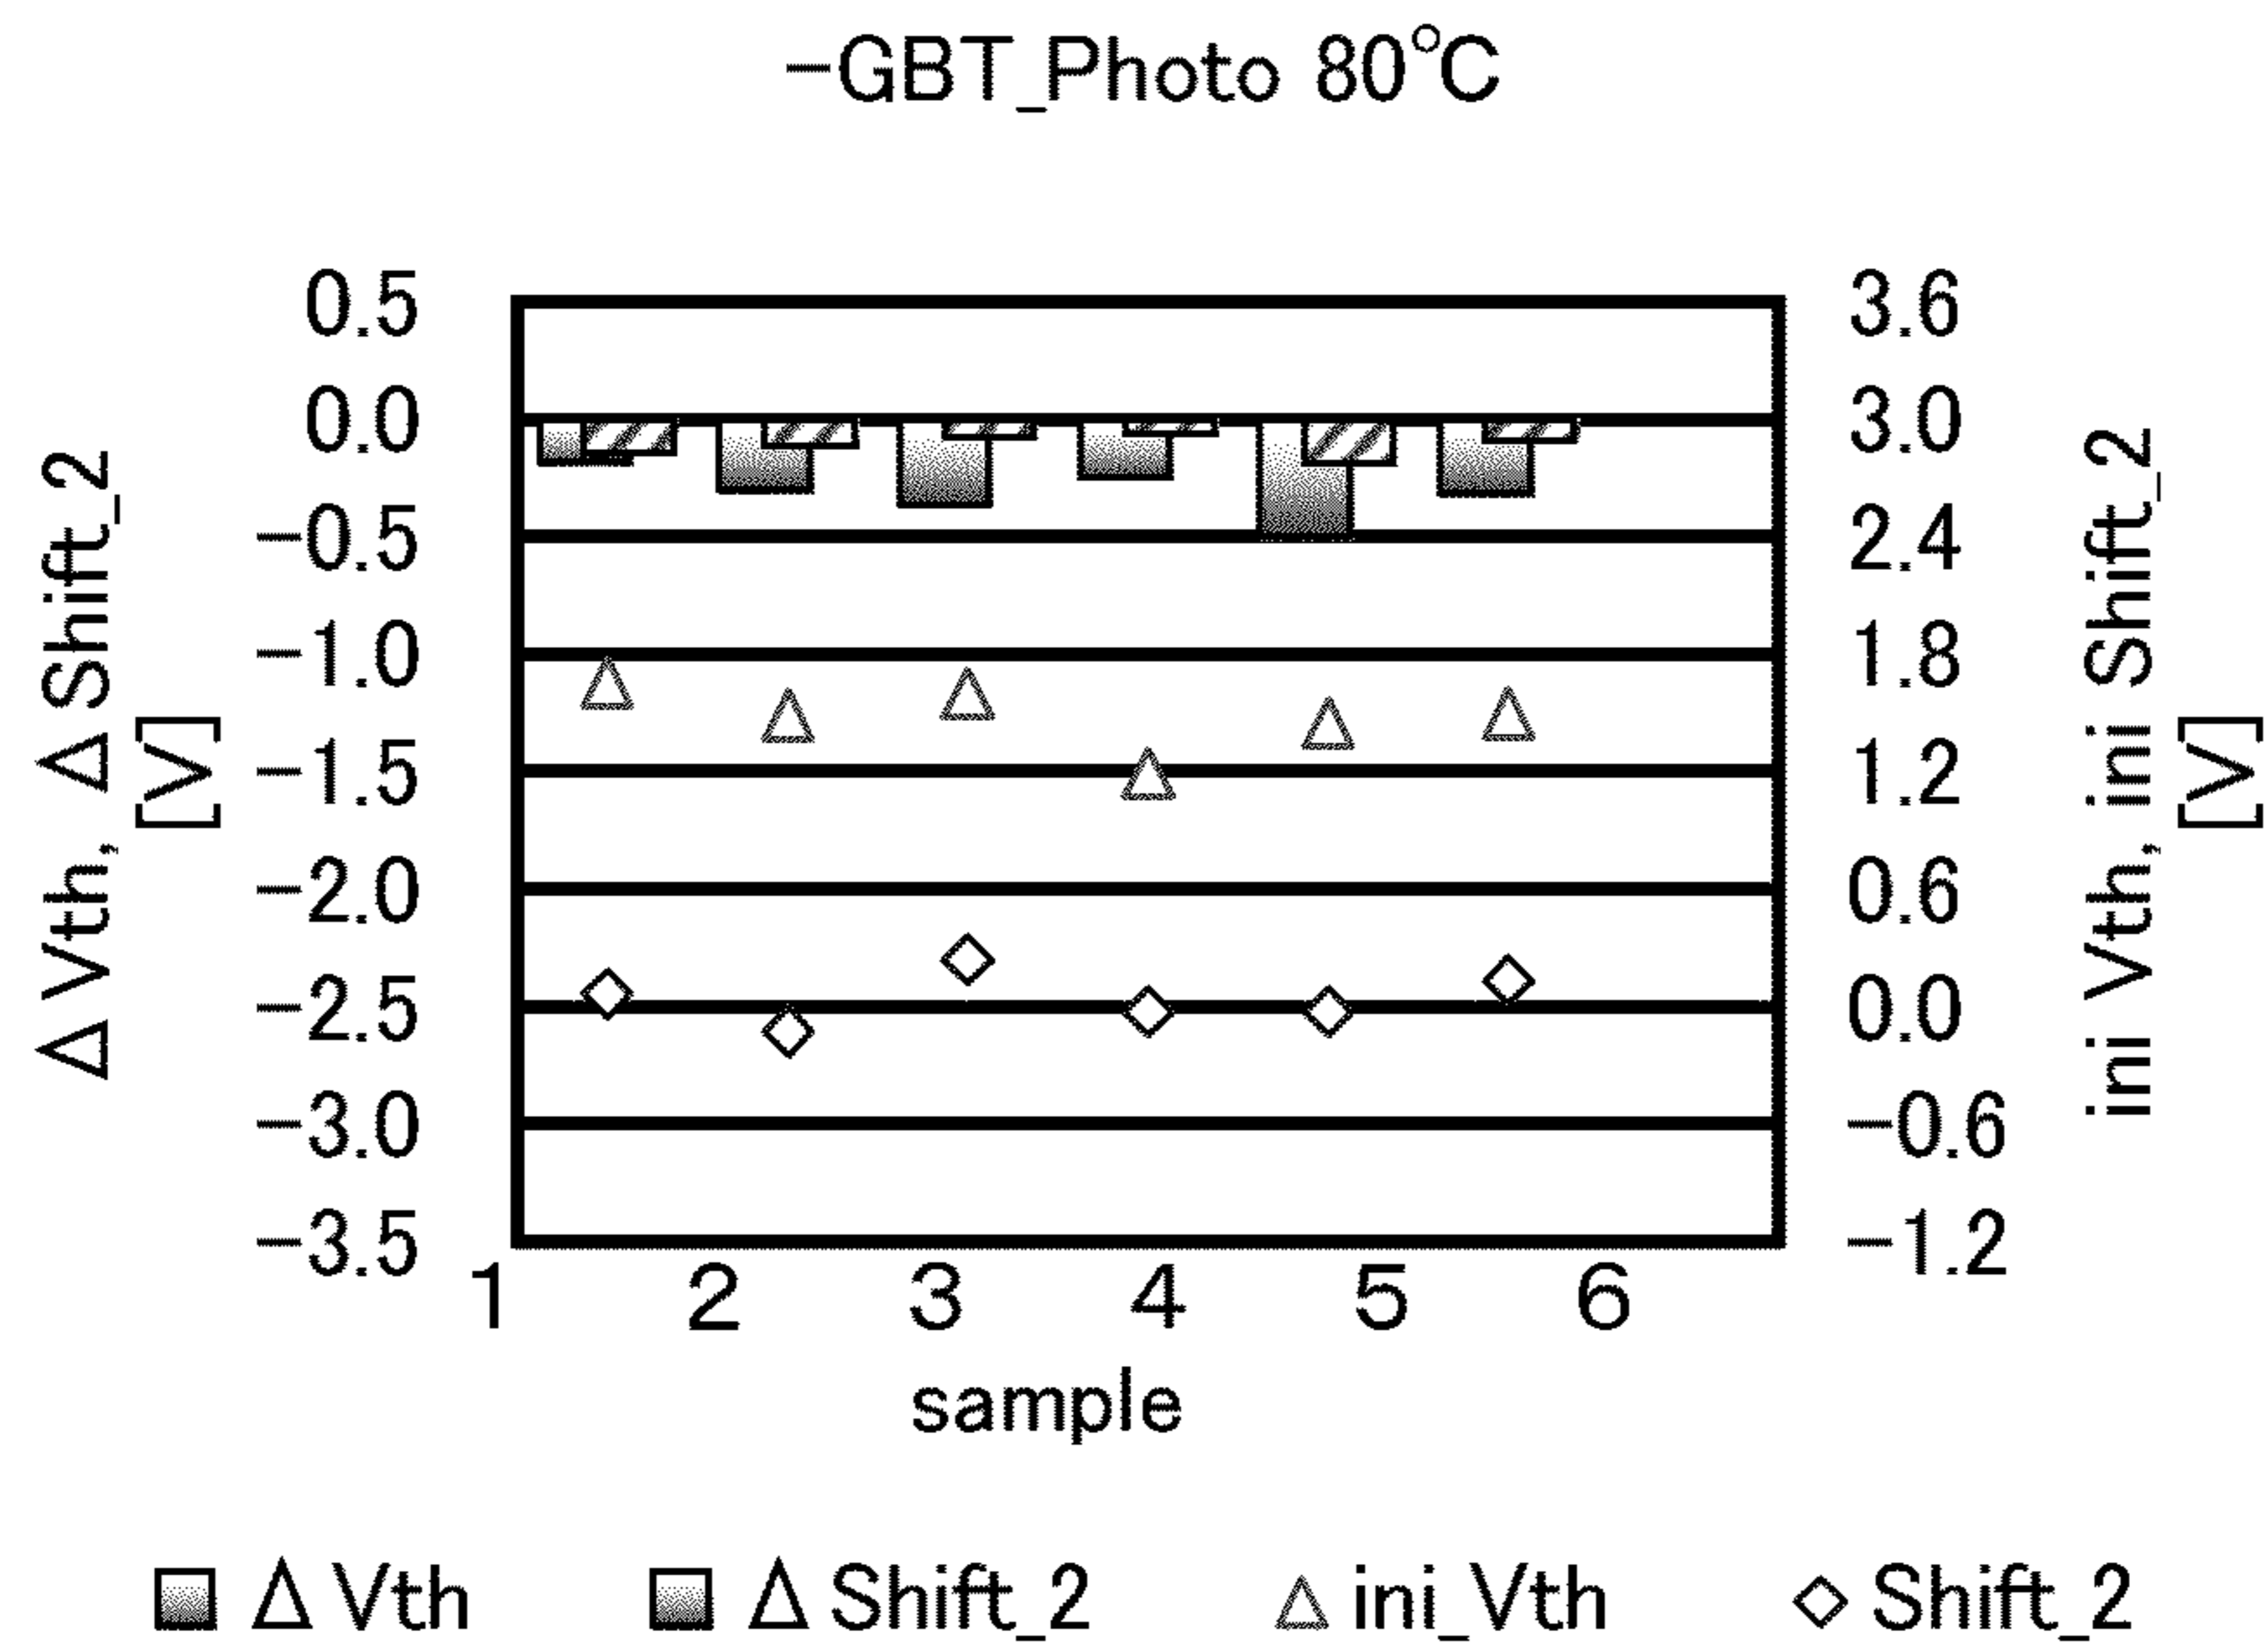 -GBT_Photo 80°C
0.5
0.0
-0.5
-1.0
-1.5
-2.0
-2.5
-3.0
-3.5
ΔVth, ΔShift_2
[V]
3.6
3.0
2.4
1.8
1.2
0.6
0.0
-0.6
-1.2
ini Vth, ini Shift_2
[V]
1 2 3 4 5 6
sample
ΔVth ΔShift_2 ini_Vth Shift_2